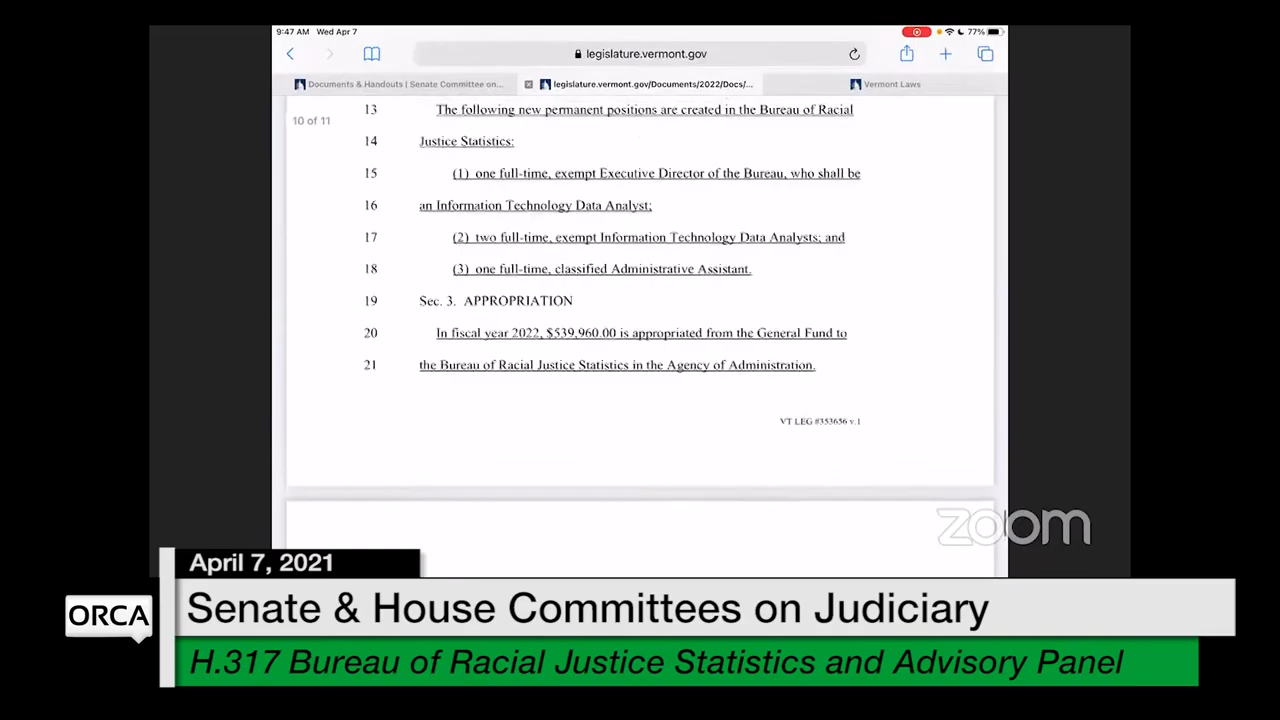 9:47 AM Wed Apr 7
77%
legislature.vermont.gov
Documents & Handouts | Senate Committee on...
legislature.vermont.gov/Documents/2022/Docs/...
Vermont Laws
13 The following new permanent positions are created in the Bureau of Racial
10 of 11
14 Justice Statistics:
15 (1) one full-time, exempt Executive Director of the Bureau, who shall be
16 an Information Technology Data Analyst;
17 (2) two full-time, exempt Information Technology Data Analysts; and
18 (3) one full-time, classified Administrative Assistant.
19 Sec. 3. APPROPRIATION
20 In fiscal year 2022, $539,960.00 is appropriated from the General Fund to
21 the Bureau of Racial Justice Statistics in the Agency of Administration.
VT LEG #353656 v.1
zoom
April 7, 2021
ORCA
Senate & House Committees on Judiciary
H.317 Bureau of Racial Justice Statistics and Advisory Panel